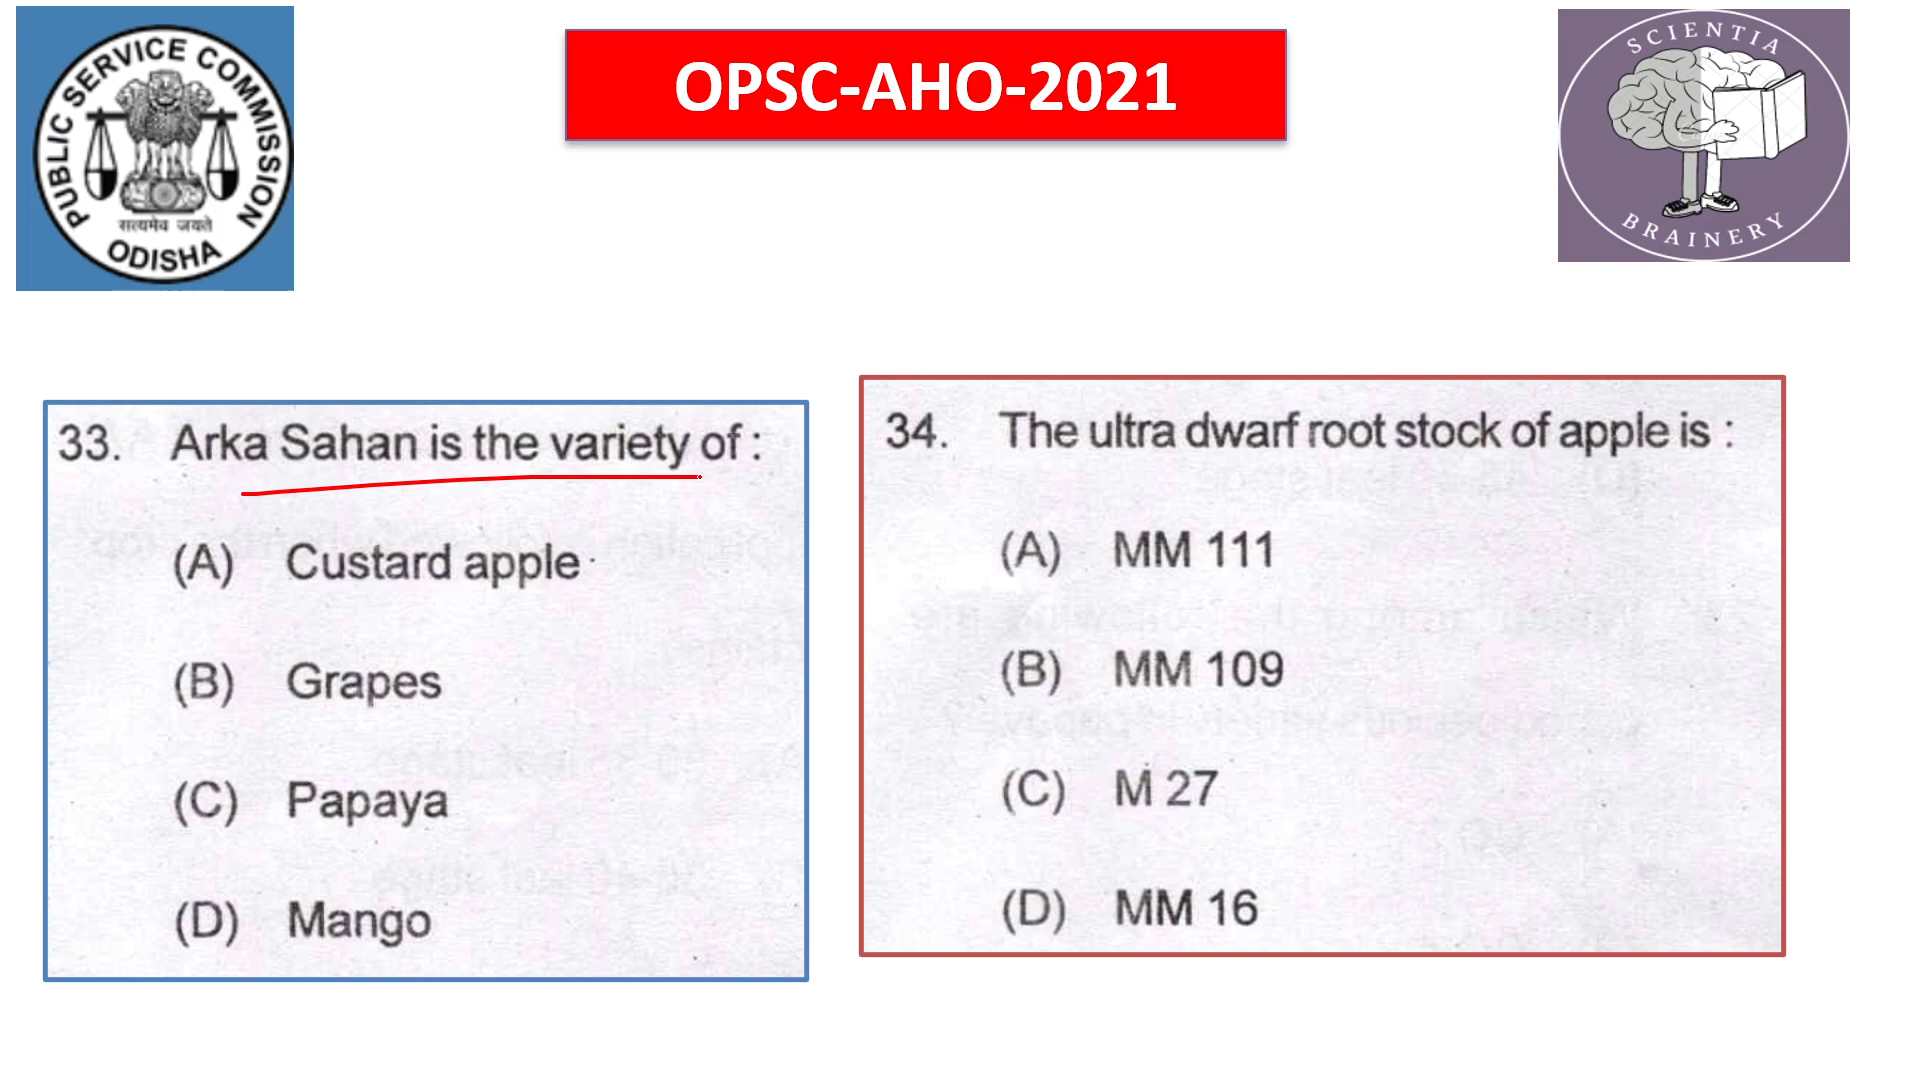 PUBLIC SERVICE COMMISSION
सत्यमेव जयते
ODISHA
OPSC-AHO-2021
SCIENTIA
BRAINERY
33. Arka Sahan is the variety of :
(A) Custard apple
(B) Grapes
(C) Papaya
(D) Mango
34. The ultra dwarf root stock of apple is :
(A) MM 111
(B) MM 109
(C) M 27
(D) MM 16